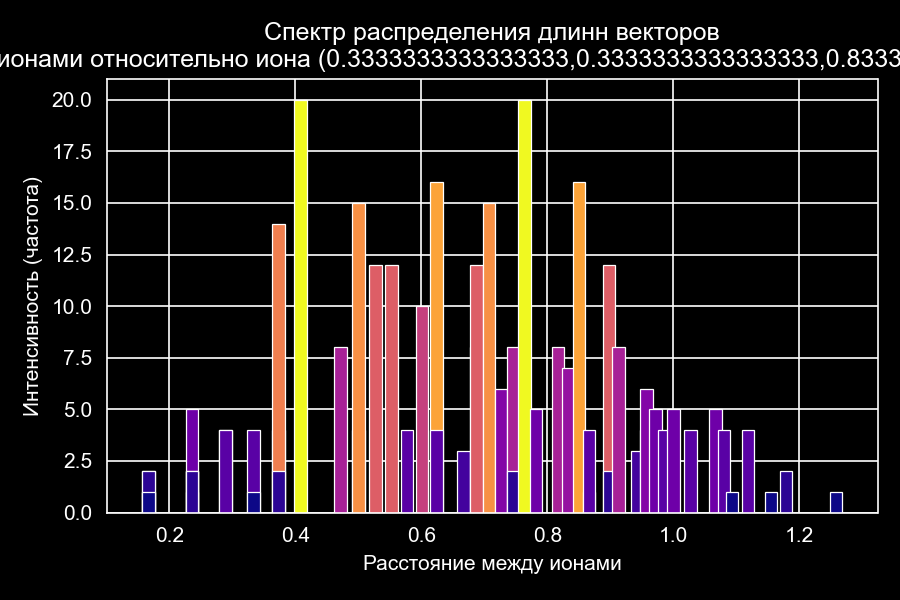 Спектр распределения длинн векторов
ионами относительно иона (0.3333333333333333,0.3333333333333333,0.8333
Интенсивность (частота)
20.0
17.5
15.0
12.5
10.0
7.5
5.0
2.5
0.0
0.2 0.4 0.6 0.8 1.0 1.2
Расстояние между ионами